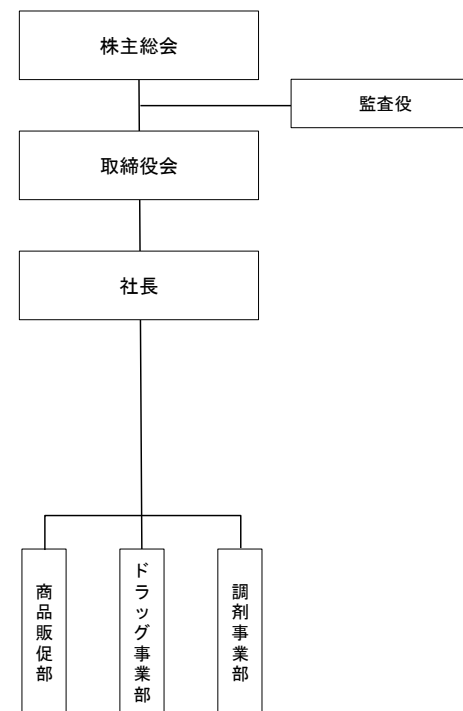 株主総会
監査役
取締役会
社長
商品販促部
ドラッグ事業部
調剤事業部